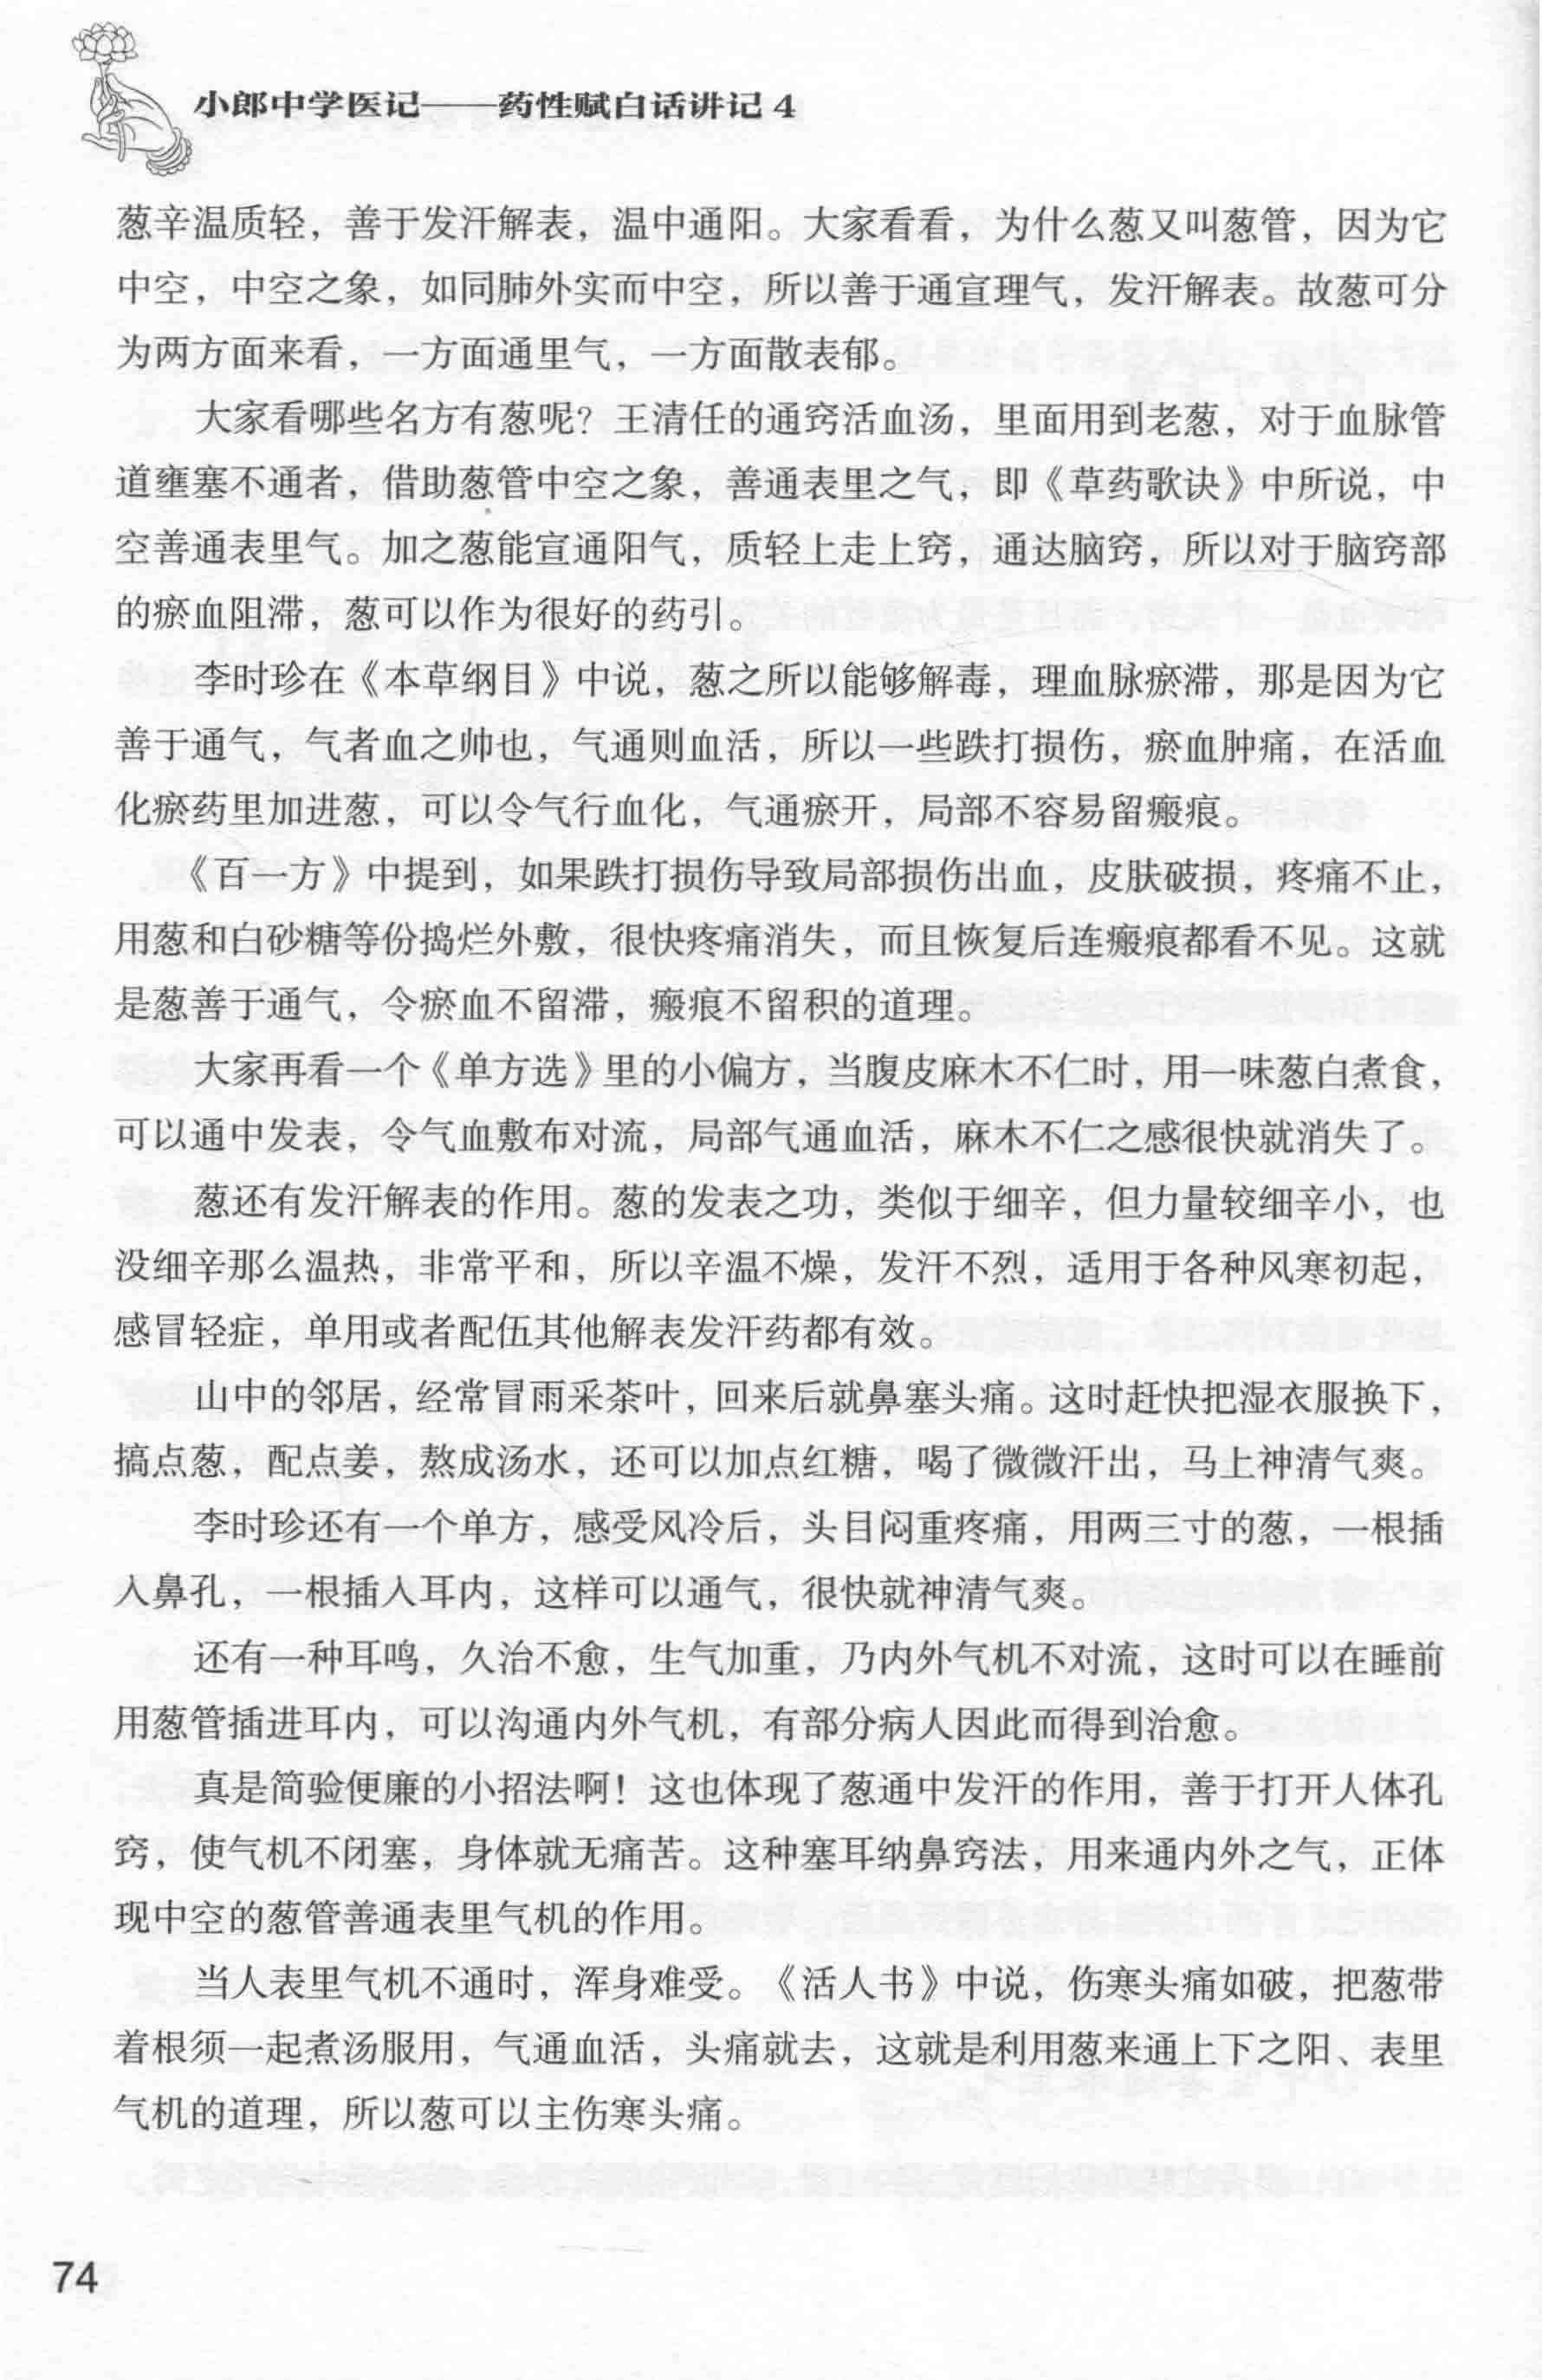 小郎中学医记——药性赋白话讲记4
葱辛温质轻，善于发汗解表，温中通阳。大家看看，为什么葱又叫葱管，因为它
中空，中空之象，如同肺外实而中空，所以善于通宣理气，发汗解表。故葱可分
为两方面来看，一方面通里气，一方面散表郁。
大家看哪些名方有葱呢？王清任的通窍活血汤，里面用到老葱，对于血脉管
道壅塞不通者，借助葱管中空之象，善通表里之气，即《草药歌诀》中所说，中
空善通表里气。加之葱能宣通阳气，质轻上走上窍，通达脑窍，所以对于脑窍部
的瘀血阻滞，葱可以作为很好的药引。
李时珍在《本草纲目》中说，葱之所以能够解毒，理血脉瘀滞，那是因为它
善于通气，气者血之帅也，气通则血活，所以一些跌打损伤，瘀血肿痛，在活血
化瘀药里加进葱，可以令气行血化，气通瘀开，局部不容易留瘢痕。
《百一方》中提到，如果跌打损伤导致局部损伤出血，皮肤破损，疼痛不止，
用葱和白砂糖等份捣烂外敷，很快疼痛消失，而且恢复后连瘢痕都看不见。这就
是葱善于通气，令瘀血不留滞，瘢痕不留积的道理。
大家再看一个《单方选》里的小偏方，当腹皮麻木不仁时，用一味葱白煮食，
可以通中发表，令气血敷布对流，局部气通血活，麻木不仁之感很快就消失了。
葱还有发汗解表的作用。葱的发表之功，类似于细辛，但力量较细辛小，也
没细辛那么温热，非常平和，所以辛温不燥，发汗不烈，适用于各种风寒初起，
感冒轻症，单用或者配伍其他解表发汗药都有效。
山中的邻居，经常冒雨采茶叶，回来后就鼻塞头痛。这时赶快把湿衣服换下，
搞点葱，配点姜，熬成汤水，还可以加点红糖，喝了微微汗出，马上神清气爽。
李时珍还有一个单方，感受风冷后，头目闷重疼痛，用两三寸的葱，一根插
入鼻孔，一根插入耳内，这样可以通气，很快就神清气爽。
还有一种耳鸣，久治不愈，生气加重，乃内外气机不对流，这时可以在睡前
用葱管插进耳内，可以沟通内外气机，有部分病人因此而得到治愈。
真是简验便廉的小招法啊！这也体现了葱通中发汗的作用，善于打开人体孔
窍，使气机不闭塞，身体就无痛苦。这种塞耳纳鼻窍法，用来通内外之气，正体
现中空的葱管善通表里气机的作用。
当人表里气机不通时，浑身难受。《活人书》中说，伤寒头痛如破，把葱带
着根须一起煮汤服用，气通血活，头痛就去，这就是利用葱来通上下之阳、表里
气机的道理，所以葱可以主伤寒头痛。
74